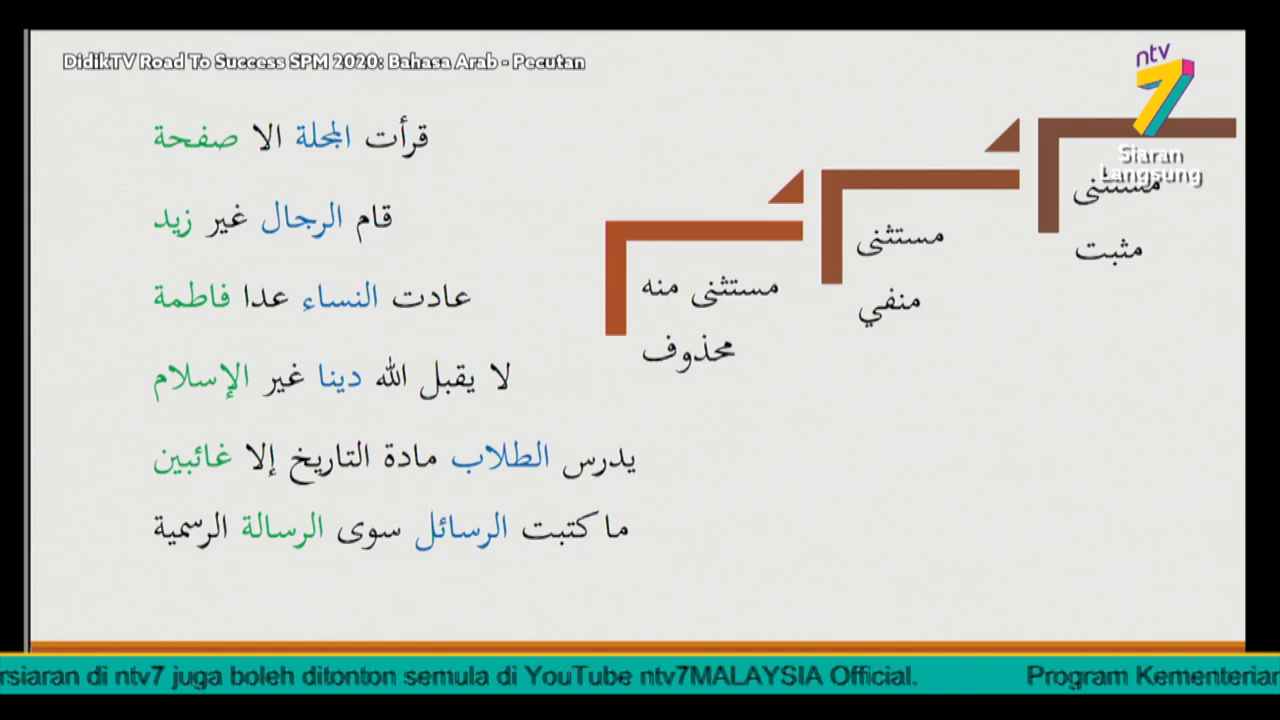 DidikTV Road To Success SPM 2020: Bahasa Arab - Pecutan
ntv
7
Siaran
Langsung
قرأت المجلة الا صفحة
قام الرجال غير زيد
عادت النساء عدا فاطمة
لا يقبل الله دينا غير الإسلام
يدرس الطلاب مادة التاريخ إلا غائبين
ما كتبت الرسائل سوى الرسالة الرسمية
مستثنى
مثبت
مستثنى
منفي
مستثنى منه
محذوف
rsiaran di ntv7 juga boleh ditonton semula di YouTube ntv7MALAYSIA Official. Program Kementerian